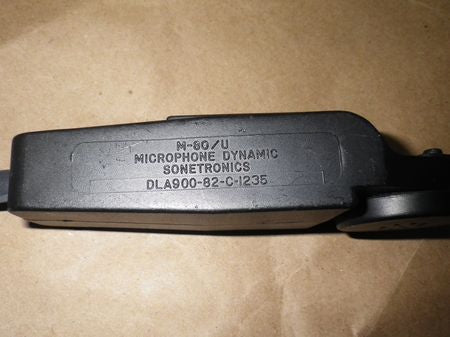 M-80/U
MICROPHONE DYNAMIC
SONETRONICS
DLA900-82-C-1235